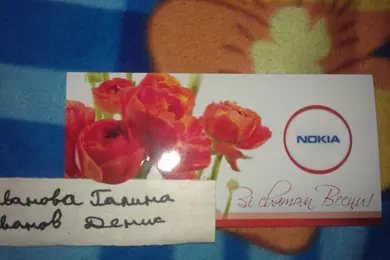 NOKIA
Зі святом Весни!
ванова Галина
ванов Денис